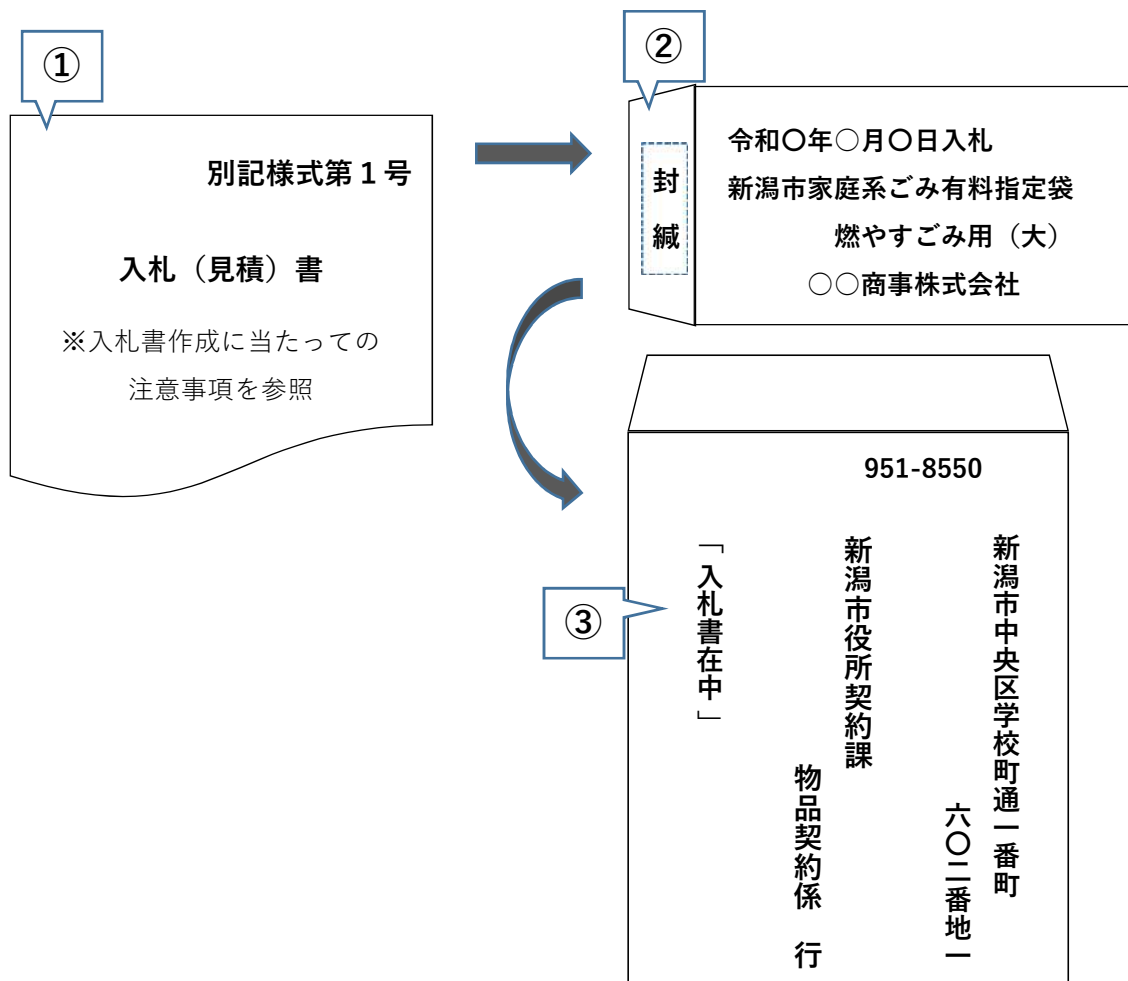 ①
別記様式第1号
入札（見積）書
※入札書作成に当たっての
注意事項を参照
②
封緘
令和〇年○月〇日入札
新潟市家庭系ごみ有料指定袋
燃やすごみ用（大）
○○商事株式会社
③
951-8550
新潟市中央区学校町通一番町
六〇二番地一
新潟市役所契約課
物品契約係　行
「入札書在中」